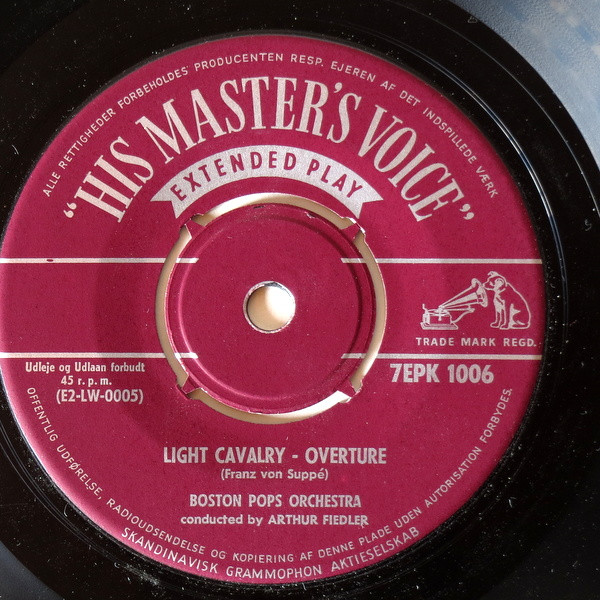 ALLE RETTIGHEDER FORBEHOLDES PRODUCENTEN RESP. EJEREN AF DET INDSPILLEDE VÆRK
“HIS MASTER'S VOICE”
EXTENDED PLAY
TRADE MARK REGD.
Udleje og Udlaan forbudt
45 r. p. m.
(E2-LW-0005)
7EPK 1006
LIGHT CAVALRY - OVERTURE
(Franz von Suppé)
BOSTON POPS ORCHESTRA
conducted by ARTHUR FIEDLER
OFFENTLIG UDFØRELSE, RADIOUDSENDELSE OG KOPIERING AF DENNE PLADE UDEN AUTORISATION FORBYDES.
SKANDINAVISK GRAMMOPHON AKTIESELSKAB